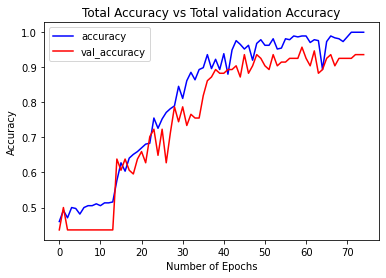 Total Accuracy vs Total validation Accuracy
accuracy
val_accuracy
Accuracy
1.0
0.9
0.8
0.7
0.6
0.5
0 10 20 30 40 50 60 70
Number of Epochs